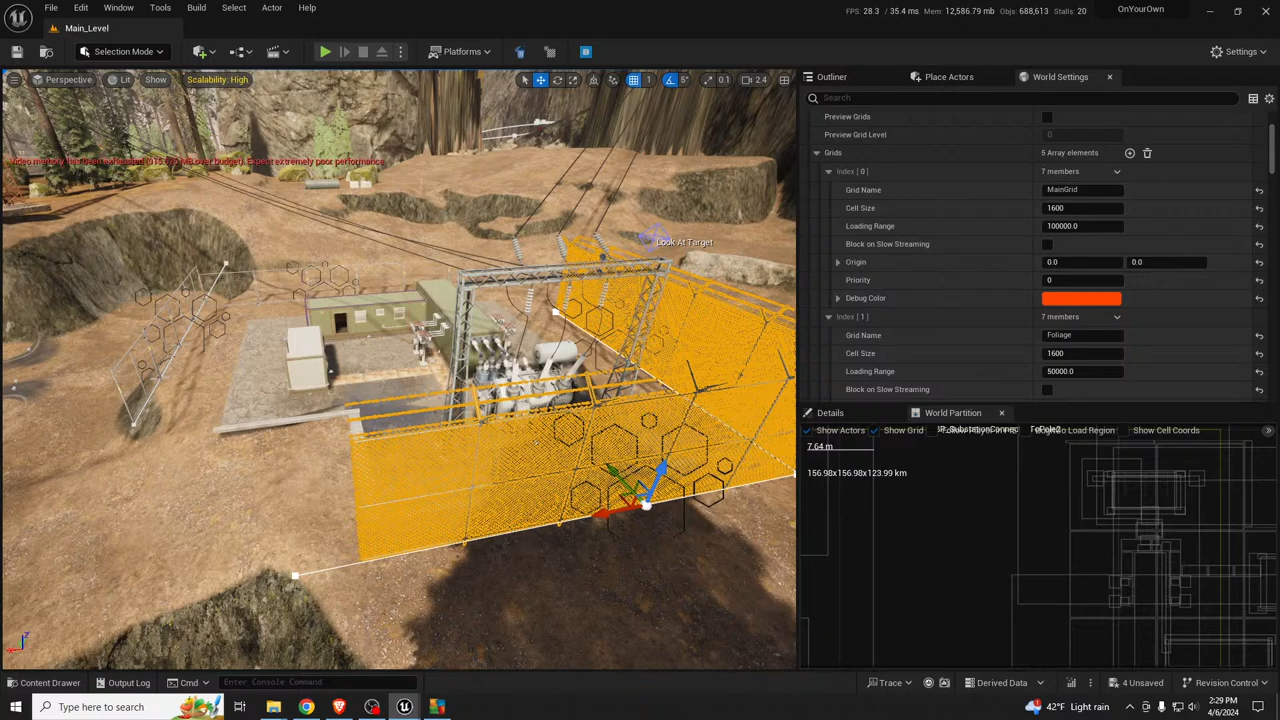 File Edit Window Tools Build Select Actor Help
FPS: 28.3 / 35.4 ms Mem: 12,586.79 mb Objs: 688,613 Stalls: 20
OnYourOwn
Main_Level
Selection Mode
Platforms
Settings
Perspective Lit Show Scalability: High
1 5° 0.1 2.4
Look At Target
Outliner Place Actors World Settings
Search
Preview Grids
Preview Grid Level 0
Grids 5 Array elements
Index [ 0 ] 7 members
Grid Name MainGrid
Cell Size 1600
Loading Range 100000.0
Block on Slow Streaming
Origin 0.0 0.0
Priority 0
Debug Color
Index [ 1 ] 7 members
Grid Name Foliage
Cell Size 1600
Loading Range 50000.0
Block on Slow Streaming
Details World Partition
Show Actors Show Grid Show Cell Coords
7.64 m
156.98x156.98x123.99 km
Content Drawer Output Log Cmd Enter Console Command
Trace Derived Data 4 Unsaved Revision Control
Type here to search
42°F Light rain
2:29 PM
4/6/2024